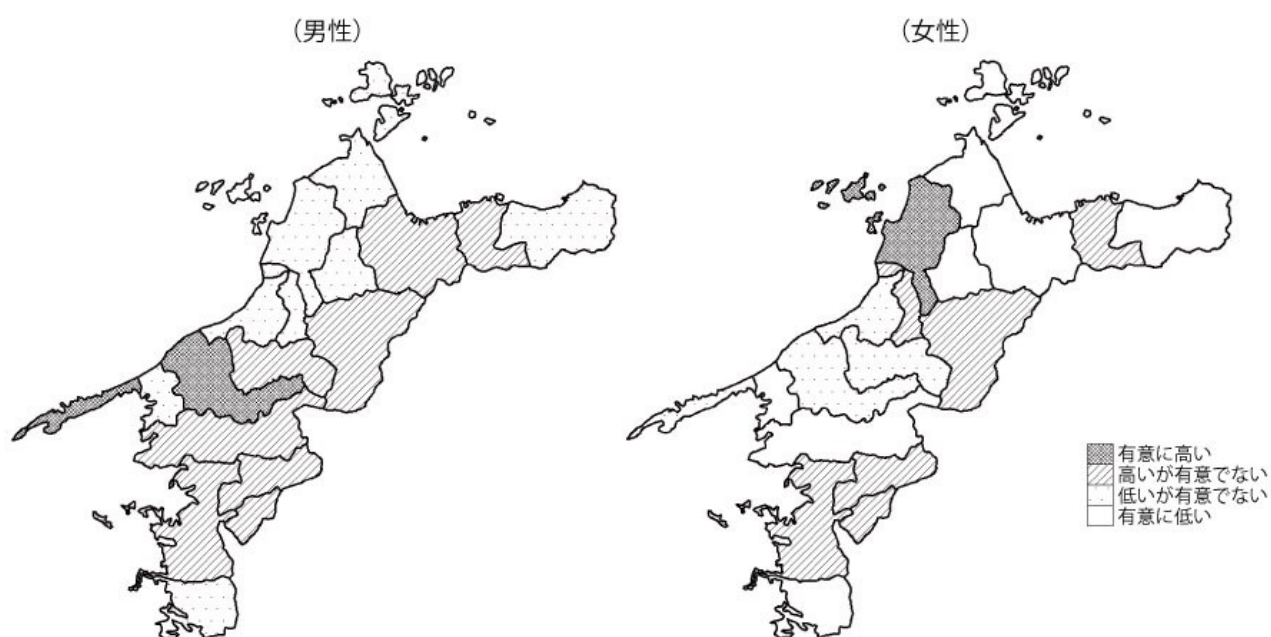 (男性)
(女性)
有意に高い
高いが有意でない
低いが有意でない
有意に低い